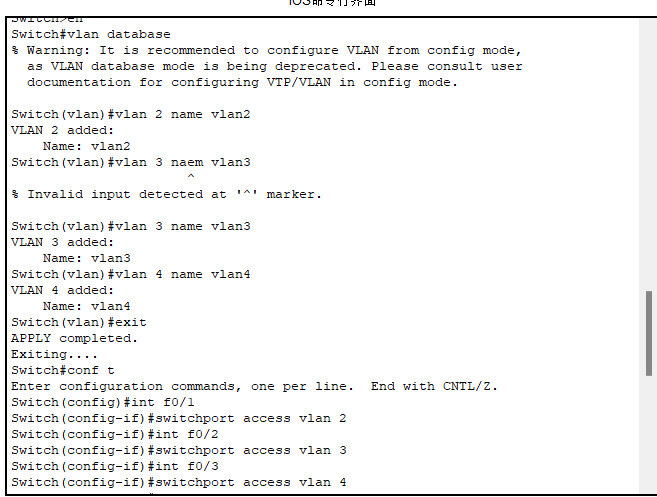 IOS命令行界面
Switch>en
Switch#vlan database
% Warning: It is recommended to configure VLAN from config mode,
  as VLAN database mode is being deprecated. Please consult user
  documentation for configuring VTP/VLAN in config mode.

Switch(vlan)#vlan 2 name vlan2
VLAN 2 added:
    Name: vlan2
Switch(vlan)#vlan 3 naem vlan3
                       ^
% Invalid input detected at '^' marker.

Switch(vlan)#vlan 3 name vlan3
VLAN 3 added:
    Name: vlan3
Switch(vlan)#vlan 4 name vlan4
VLAN 4 added:
    Name: vlan4
Switch(vlan)#exit
APPLY completed.
Exiting....
Switch#conf t
Enter configuration commands, one per line.  End with CNTL/Z.
Switch(config)#int f0/1
Switch(config-if)#switchport access vlan 2
Switch(config-if)#int f0/2
Switch(config-if)#switchport access vlan 3
Switch(config-if)#int f0/3
Switch(config-if)#switchport access vlan 4